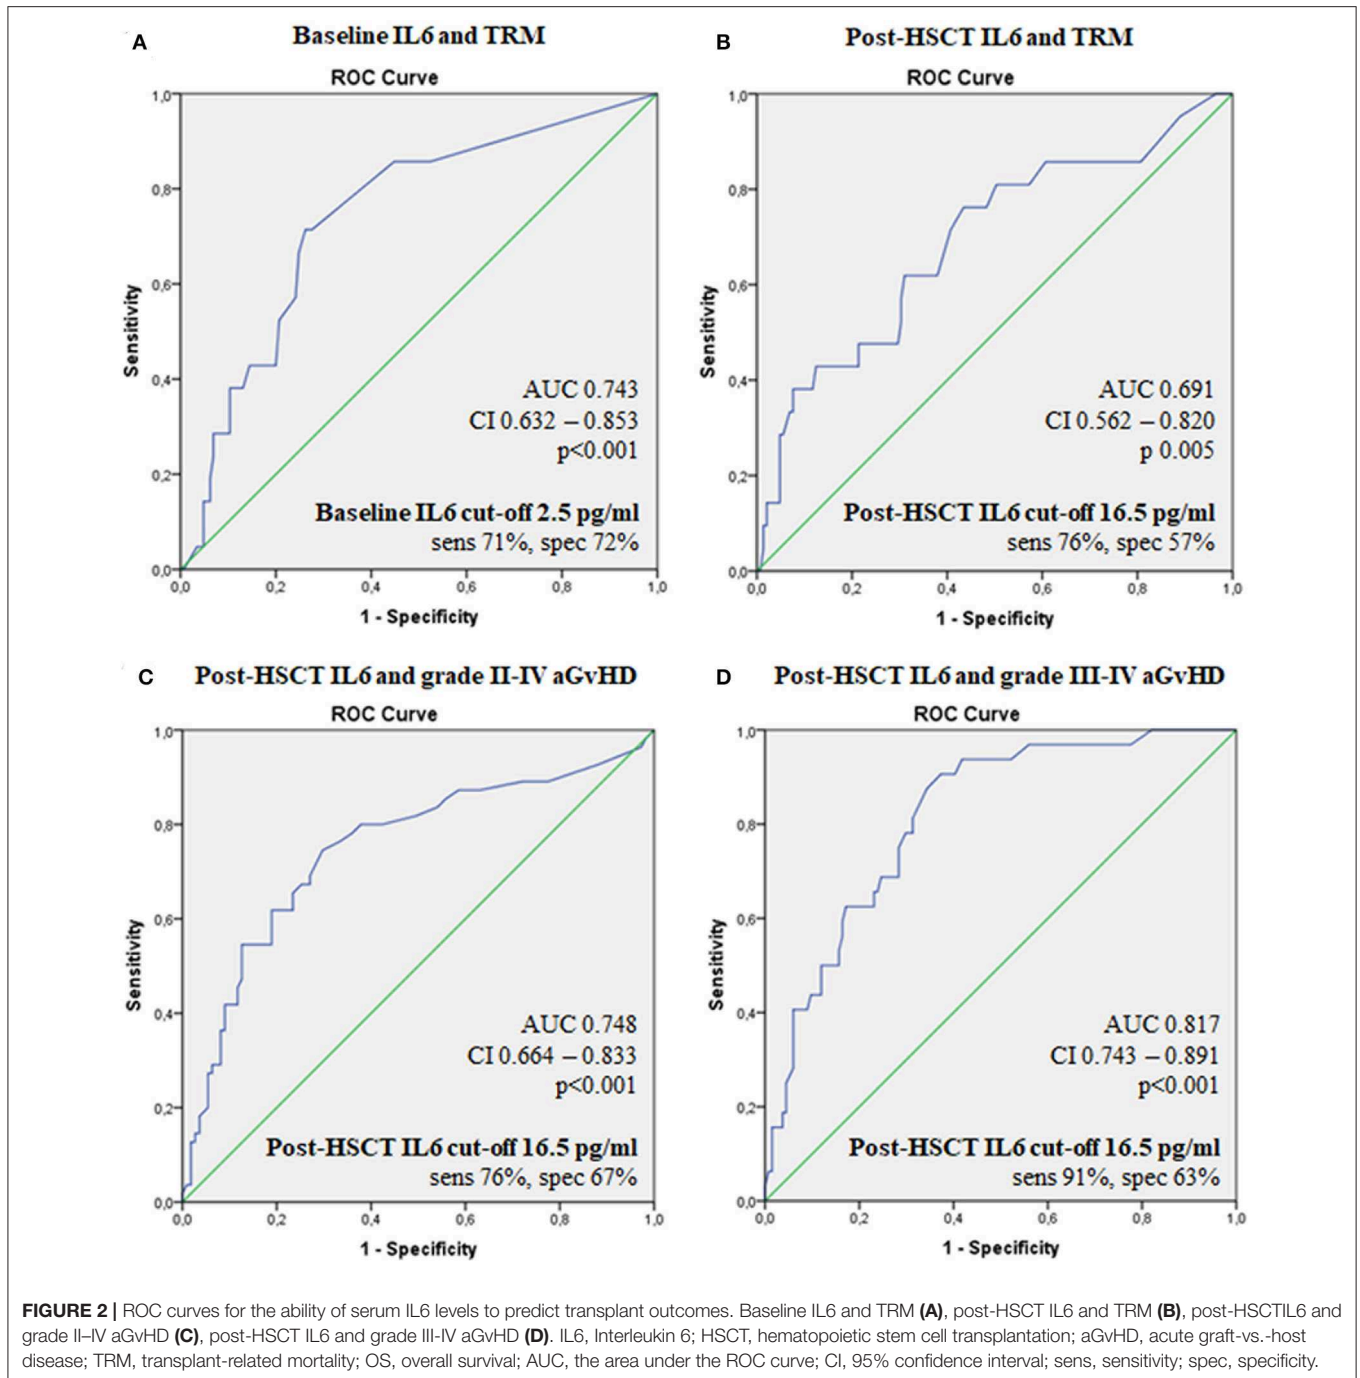 A
Baseline IL6 and TRM
ROC Curve
1,0
0,8
0,6
0,4
0,2
0,0
Sensitivity
AUC 0.743
CI 0.632 – 0.853
p<0.001
Baseline IL6 cut-off 2.5 pg/ml
sens 71%, spec 72%
0,0 0,2 0,4 0,6 0,8 1,0
1 - Specificity
B
Post-HSCT IL6 and TRM
ROC Curve
1,0
0,8
0,6
0,4
0,2
0,0
Sensitivity
AUC 0.691
CI 0.562 – 0.820
p 0.005
Post-HSCT IL6 cut-off 16.5 pg/ml
sens 76%, spec 57%
0,0 0,2 0,4 0,6 0,8 1,0
1 - Specificity
C
Post-HSCT IL6 and grade II-IV aGvHD
ROC Curve
1,0
0,8
0,6
0,4
0,2
0,0
Sensitivity
AUC 0.748
CI 0.664 – 0.833
p<0.001
Post-HSCT IL6 cut-off 16.5 pg/ml
sens 76%, spec 67%
0,0 0,2 0,4 0,6 0,8 1,0
1 - Specificity
D
Post-HSCT IL6 and grade III-IV aGvHD
ROC Curve
1,0
0,8
0,6
0,4
0,2
0,0
Sensitivity
AUC 0.817
CI 0.743 – 0.891
p<0.001
Post-HSCT IL6 cut-off 16.5 pg/ml
sens 91%, spec 63%
0,0 0,2 0,4 0,6 0,8 1,0
1 - Specificity
FIGURE 2 | ROC curves for the ability of serum IL6 levels to predict transplant outcomes. Baseline IL6 and TRM (A), post-HSCT IL6 and TRM (B), post-HSCTIL6 and
grade II–IV aGvHD (C), post-HSCT IL6 and grade III-IV aGvHD (D). IL6, Interleukin 6; HSCT, hematopoietic stem cell transplantation; aGvHD, acute graft-vs.-host
disease; TRM, transplant-related mortality; OS, overall survival; AUC, the area under the ROC curve; CI, 95% confidence interval; sens, sensitivity; spec, specificity.